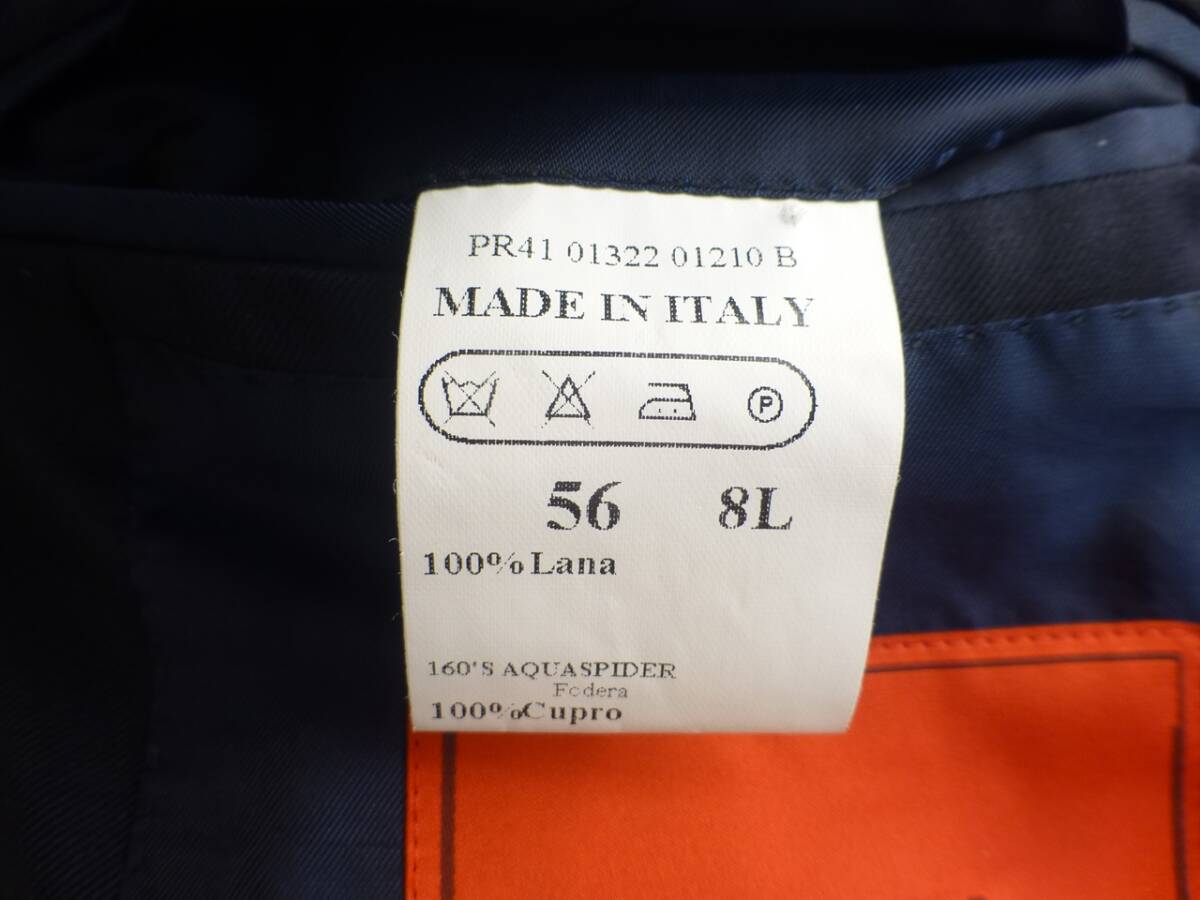 PR41 01322 01210 B
MADE IN ITALY
P
56 8L
100% Lana
160'S AQUASPIDER
Fodera
100% Cupro